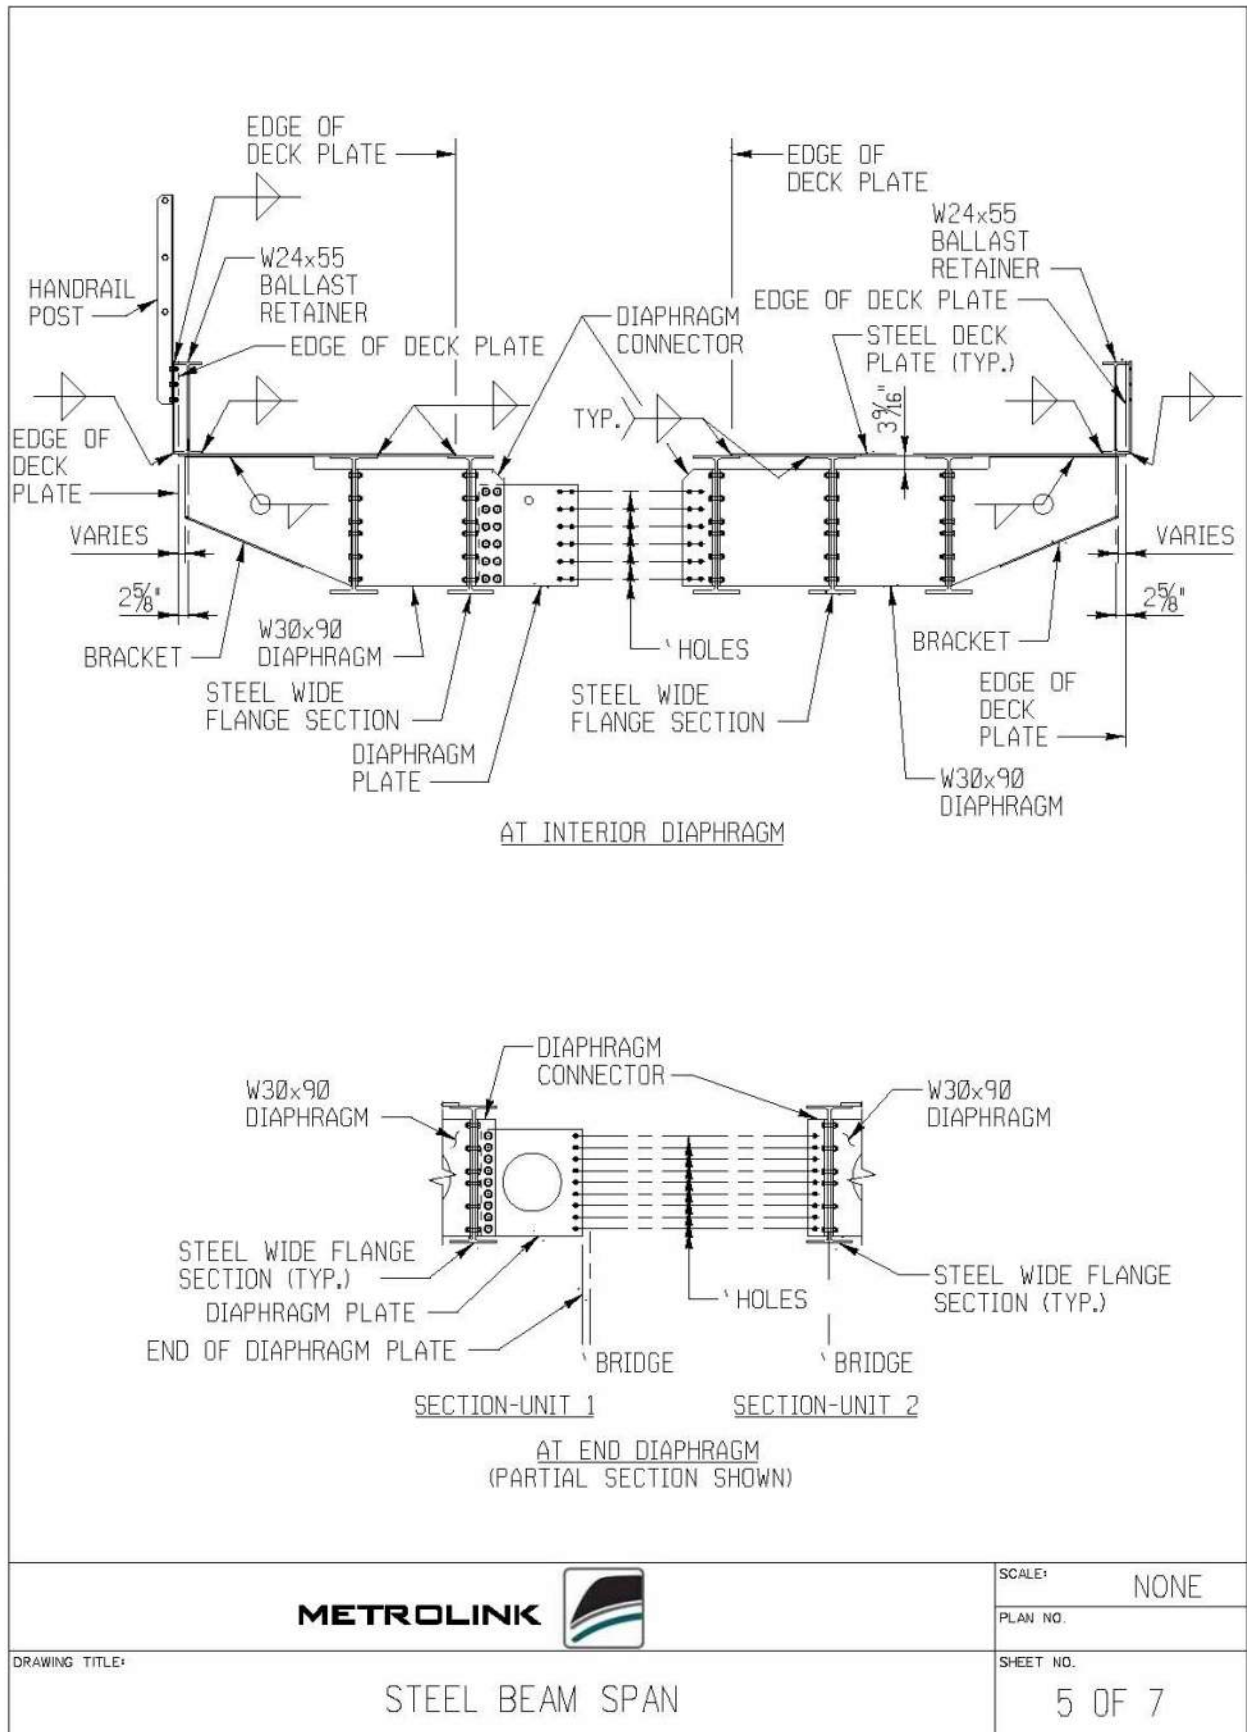 EDGE OF
DECK PLATE
EDGE OF
DECK PLATE
W24x55
BALLAST
RETAINER
W24x55
BALLAST
RETAINER
HANDRAIL
POST
EDGE OF DECK PLATE
DIAPHRAGM
CONNECTOR
EDGE OF DECK PLATE
STEEL DECK
PLATE (TYP.)
TYP.
3 9/16"
EDGE OF
DECK
PLATE
VARIES
VARIES
2 5/8"
2 5/8"
BRACKET
W30x90
DIAPHRAGM
'HOLES
BRACKET
STEEL WIDE
FLANGE SECTION
STEEL WIDE
FLANGE SECTION
EDGE OF
DECK
PLATE
DIAPHRAGM
PLATE
W30x90
DIAPHRAGM
AT INTERIOR DIAPHRAGM
DIAPHRAGM
CONNECTOR
W30x90
DIAPHRAGM
W30x90
DIAPHRAGM
STEEL WIDE FLANGE
SECTION (TYP.)
STEEL WIDE FLANGE
SECTION (TYP.)
DIAPHRAGM PLATE
'HOLES
END OF DIAPHRAGM PLATE
'BRIDGE
'BRIDGE
SECTION-UNIT 1
SECTION-UNIT 2
AT END DIAPHRAGM
(PARTIAL SECTION SHOWN)
METROLINK
SCALE:
NONE
PLAN NO.
DRAWING TITLE:
STEEL BEAM SPAN
SHEET NO.
5 OF 7